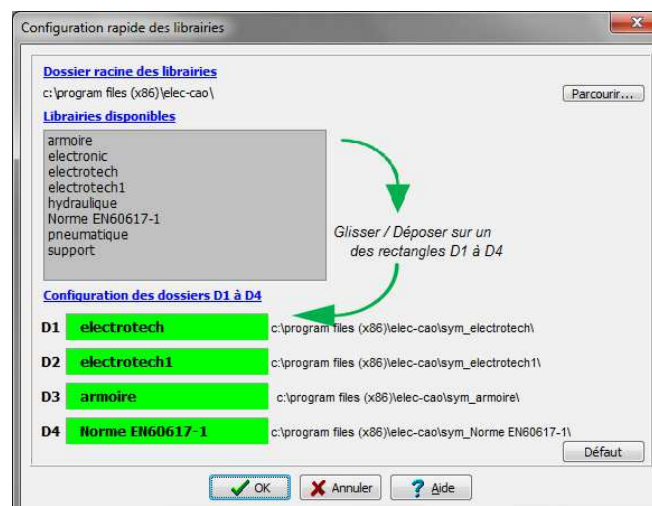 Configuration rapide des librairies
Dossier racine des librairies
c:\program files (x86)\elec-cao\
Parcourir...
Librairies disponibles
armoire
electronic
electrotech
electrotech1
hydraulique
Norme EN60617-1
pneumatique
support
Glisser / Déposer sur un
des rectangles D1 à D4
Configuration des dossiers D1 à D4
D1 electrotech c:\program files (x86)\elec-cao\sym_electrotech\
D2 electrotech1 c:\program files (x86)\elec-cao\sym_electrotech1\
D3 armoire c:\program files (x86)\elec-cao\sym_armoire\
D4 Norme EN60617-1 c:\program files (x86)\elec-cao\sym_Norme EN60617-1\
Défaut
OK Annuler ? Aide